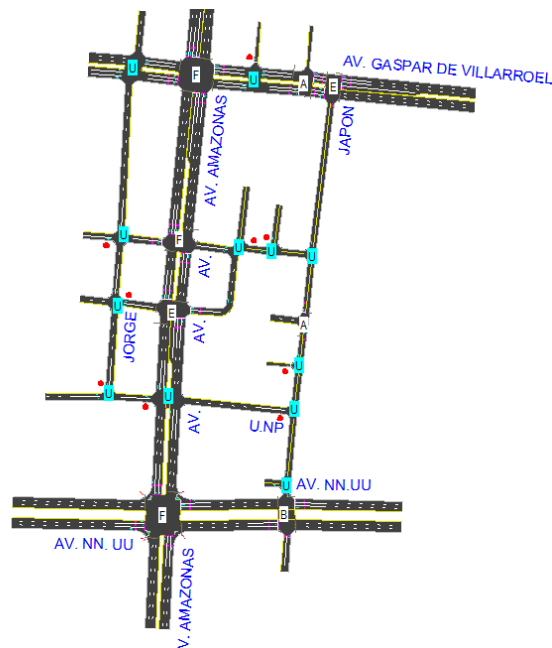 AV. GASPAR DE VILLARROEL
U
F
U
A
E
AV. AMAZONAS
JAPON
U
F
U
U
U
AV.
U
E
A
JORGE
AV.
U
U
U
U
AV.
U.NP
U
AV. NN.UU
F
B
AV. NN. UU
V. AMAZONAS